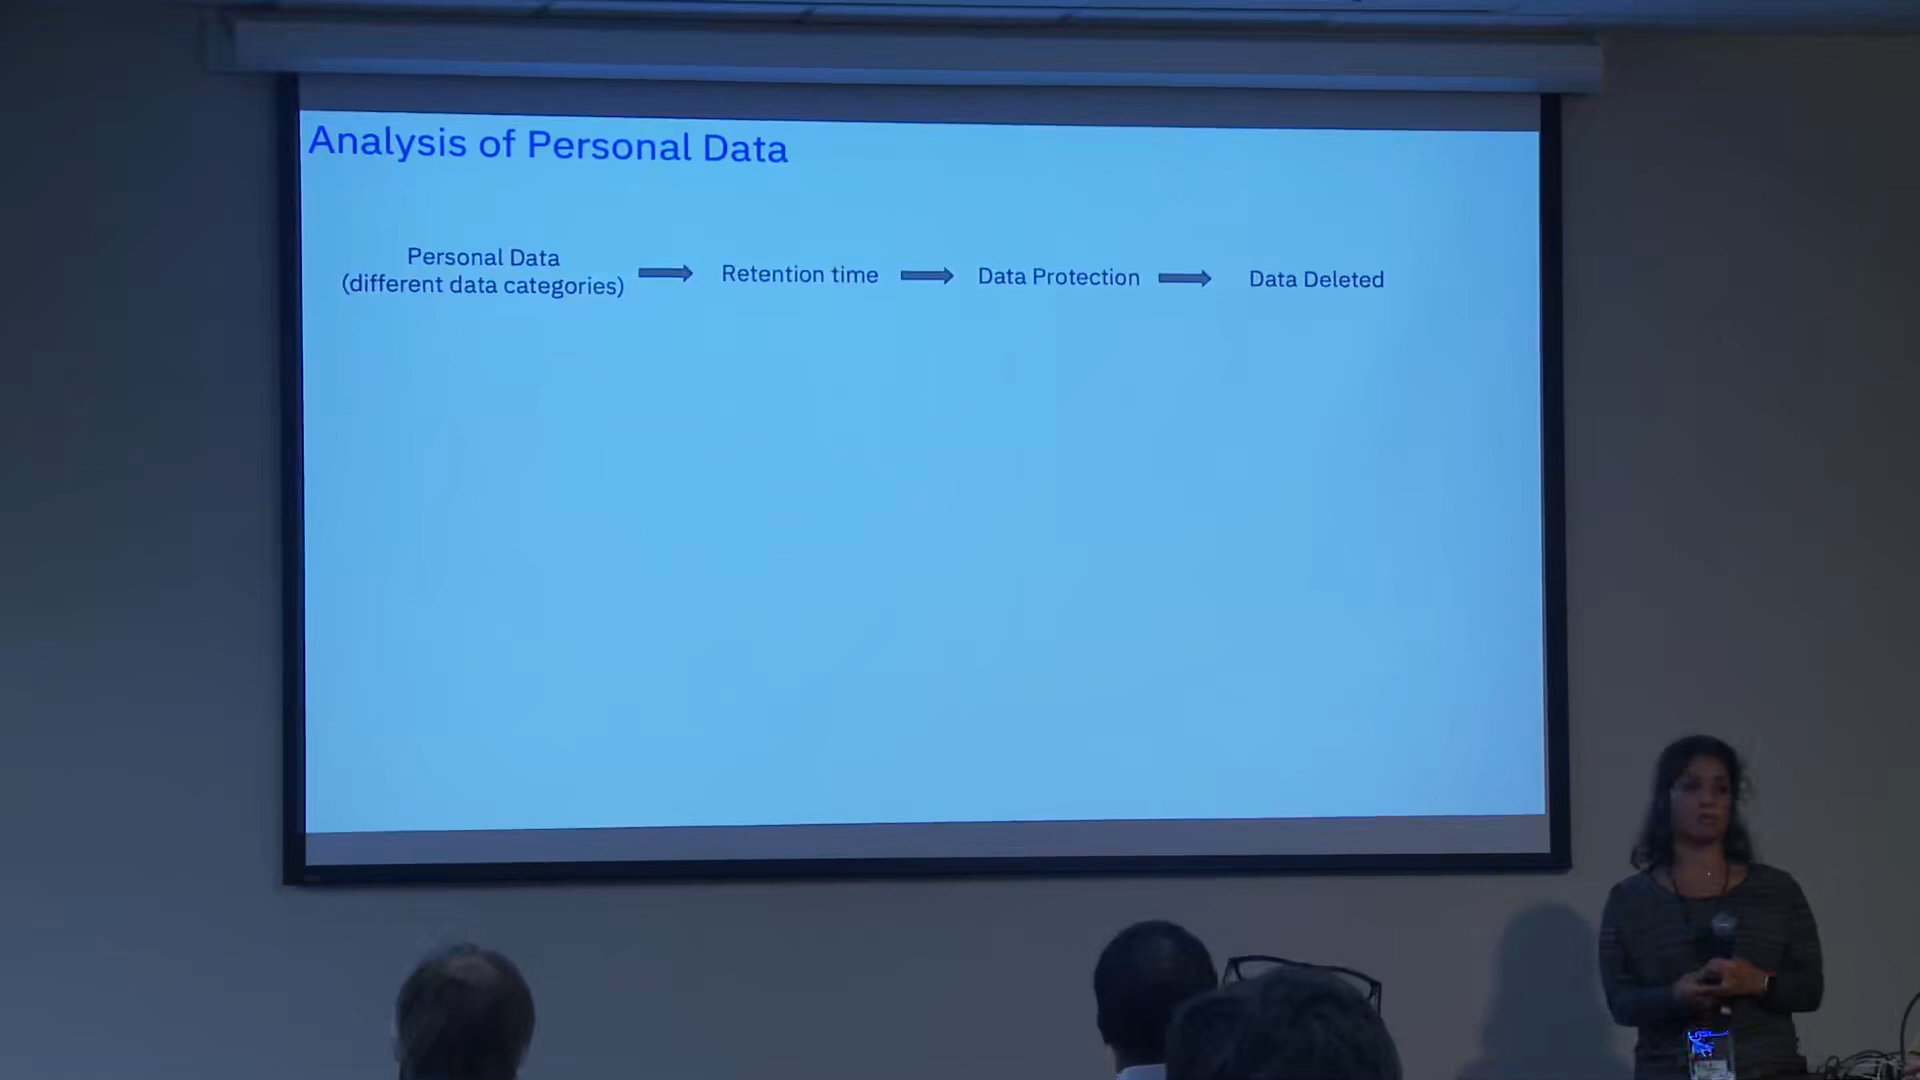 Analysis of Personal Data
Personal Data
(different data categories)
Retention time
Data Protection
Data Deleted